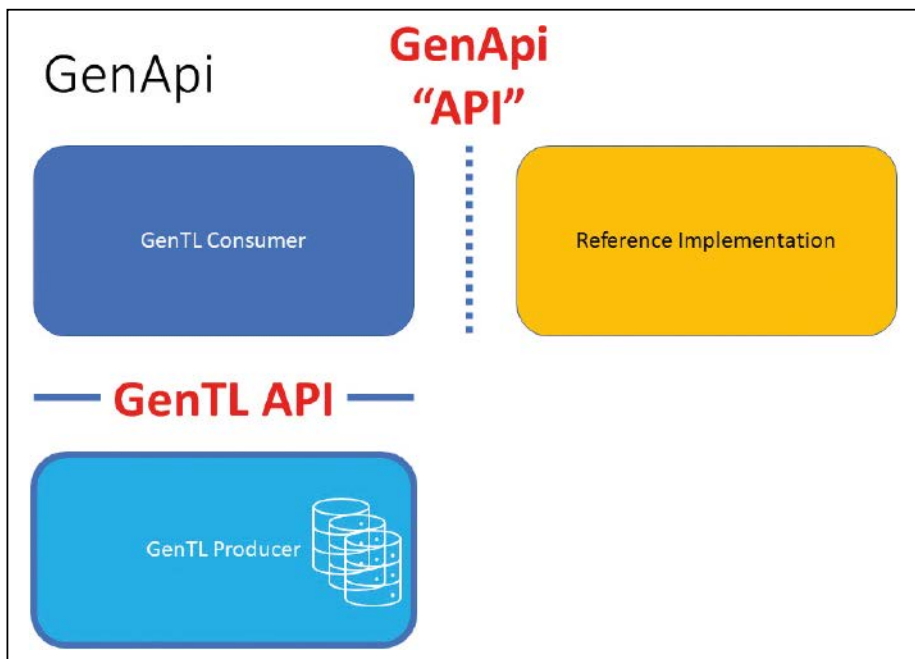 GenApi
GenApi
“API”
GenTL Consumer
Reference Implementation
GenTL API
GenTL Producer